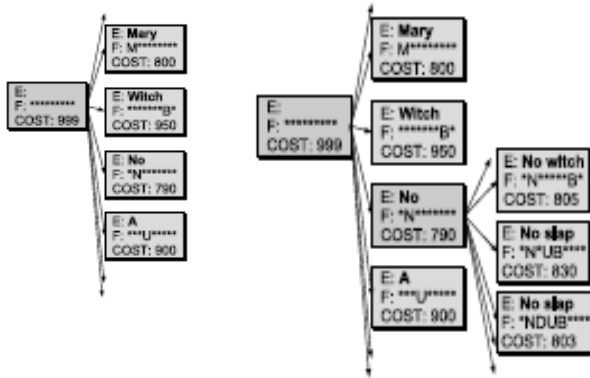 E:
F: *********
COST: 999
E: Mary
F: M********
COST: 800
E: Witch
F: *******B*
COST: 950
E: No
F: *N*******
COST: 790
E: A
F: ***U*****
COST: 900
E:
F: *********
COST: 999
E: Mary
F: M********
COST: 800
E: Witch
F: *******B*
COST: 950
E: No
F: *N*******
COST: 790
E: A
F: ***U*****
COST: 900
E: No witch
F: *N*****B*
COST: 805
E: No slap
F: *N*UB****
COST: 830
E: No slap
F: *NDUB****
COST: 803